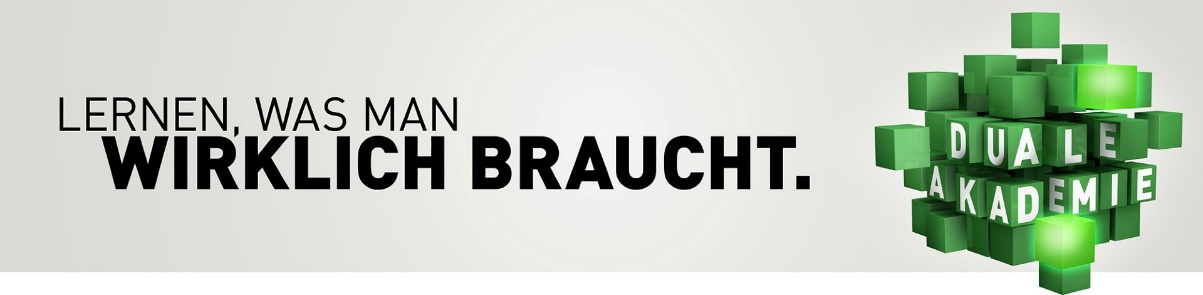 LERNEN, WAS MAN
WIRKLICH BRAUCHT.
DUALE
AKADEMIE